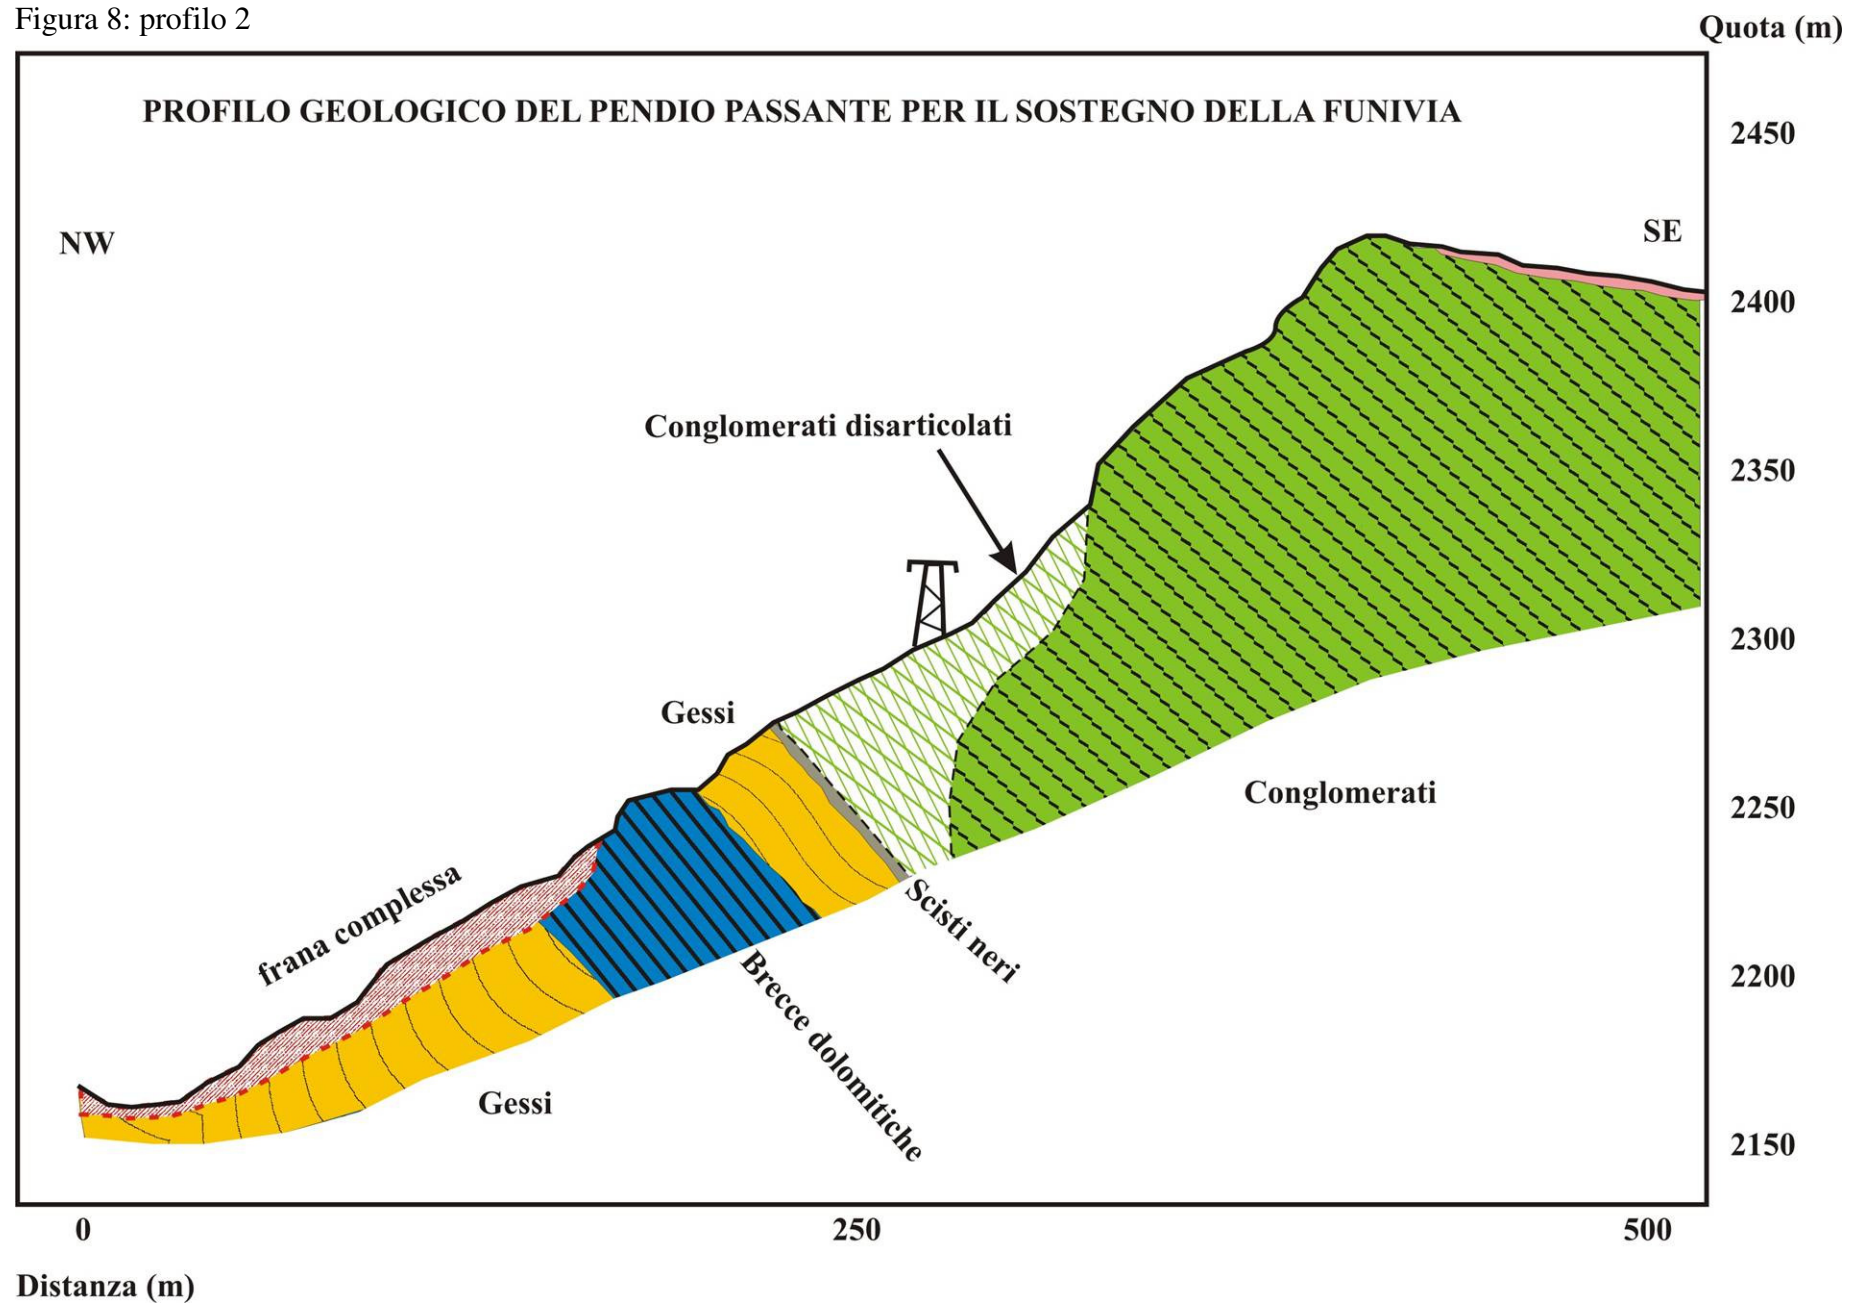 Figura 8: profilo 2
Quota (m)
PROFILO GEOLOGICO DEL PENDIO PASSANTE PER IL SOSTEGNO DELLA FUNIVIA
2450
NW
SE
2400
Conglomerati disarticolati
2350
2300
Gessi
Conglomerati
2250
frana complessa
Scisti neri
Brecce dolomitiche
2200
Gessi
2150
0
250
500
Distanza (m)